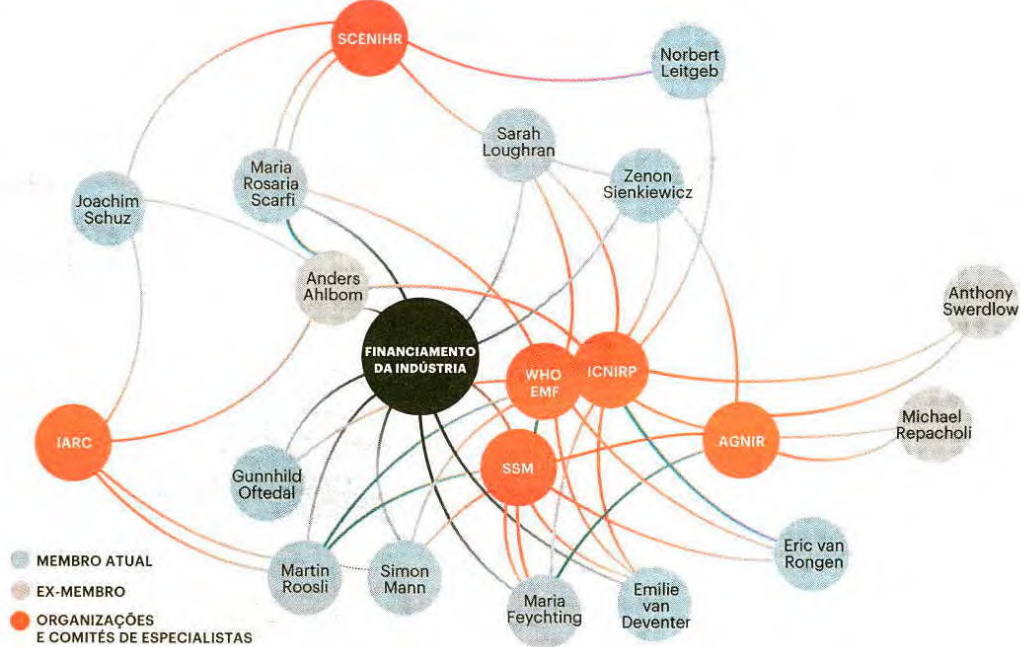 SCENIHR
Norbert
Leitgeb
Sarah
Loughran
Maria
Rosaria
Scarfi
Zenon
Sienkiewicz
Joachim
Schuz
Anders
Ahlbom
Anthony
Swerdlow
FINANCIAMENTO
DA INDÚSTRIA
WHO
EMF
ICNIRP
Michael
Repacholi
IARC
AGNIR
SSM
Gunnhild
Oftedal
Martin
Roosli
Simon
Mann
Maria
Feychting
Emilie
van
Deventer
Eric van
Rongen
MEMBRO ATUAL
EX-MEMBRO
ORGANIZAÇÕES
E COMITÉS DE ESPECIALISTAS